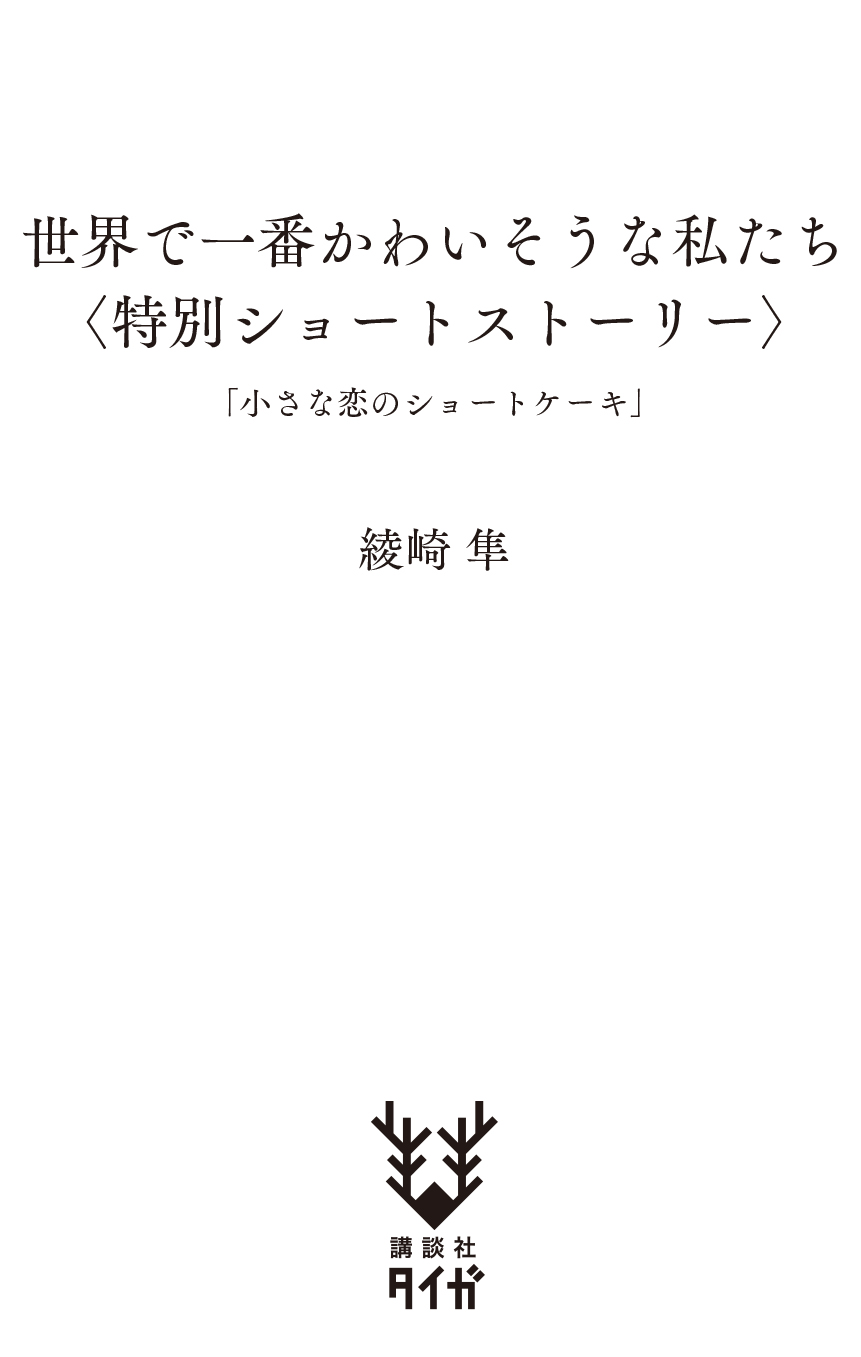 世界で一番かわいそうな私たち
〈特別ショートストーリー〉
「小さな恋のショートケーキ」
綾崎 隼
講談社
タイガ